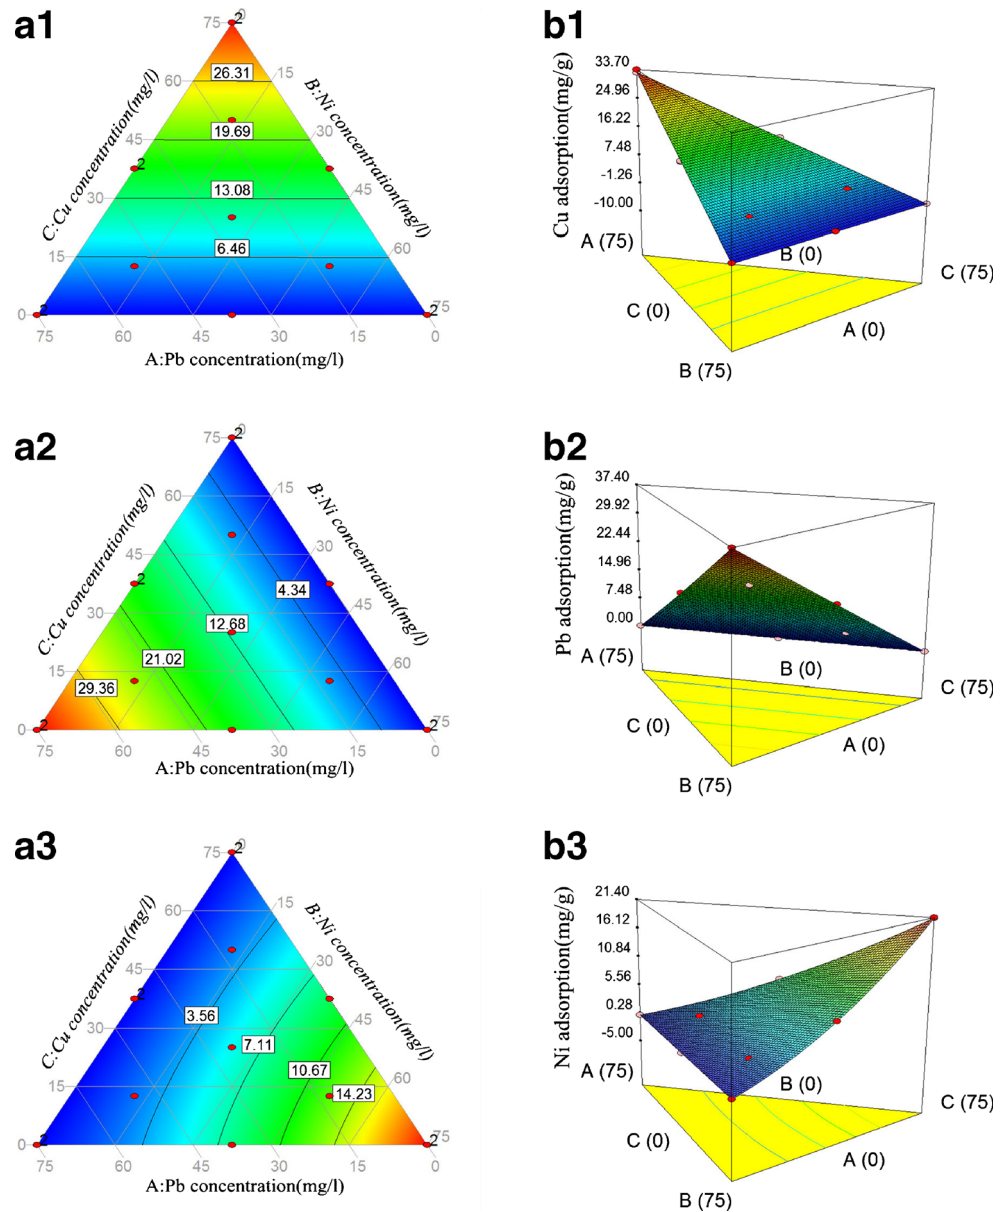 a1
b1
75
2
0
60
15
26.31
45
30
19.69
2
30
45
13.08
15
60
6.46
0
2
2
75
75
60
45
30
15
0
C:Cu concentration(mg/l)
B:Ni concentration(mg/l)
A:Pb concentration(mg/l)
Cu adsorption(mg/g)
33.70
24.96
16.22
7.48
-1.26
-10.00
A (75)
B (0)
C (75)
C (0)
A (0)
B (75)
a2
b2
75
2
0
60
15
45
30
2
4.34
30
45
12.68
15
60
21.02
29.36
0
2
2
75
75
60
45
30
15
0
C:Cu concentration(mg/l)
B:Ni concentration(mg/l)
A:Pb concentration(mg/l)
Pb adsorption(mg/g)
37.40
29.92
22.44
14.96
7.48
0.00
A (75)
B (0)
C (75)
C (0)
A (0)
B (75)
a3
b3
75
2
0
60
15
45
30
2
30
45
3.56
7.11
15
60
10.67
14.23
0
2
2
75
75
60
45
30
15
0
C:Cu concentration(mg/l)
B:Ni concentration(mg/l)
A:Pb concentration(mg/l)
Ni adsorption(mg/g)
21.40
16.12
10.84
5.56
0.28
-5.00
A (75)
B (0)
C (75)
C (0)
A (0)
B (75)